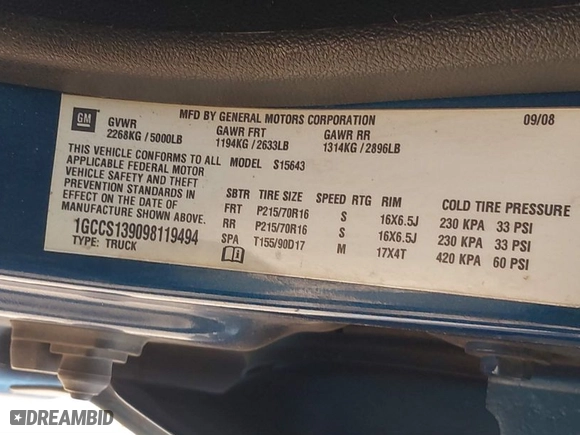 GM
MFD BY GENERAL MOTORS CORPORATION 09/08
GVWR GAWR FRT GAWR RR
2268KG / 5000LB 1194KG / 2633LB 1314KG / 2896LB
THIS VEHICLE CONFORMS TO ALL MODEL S15643
APPLICABLE FEDERAL MOTOR
VEHICLE SAFETY AND THEFT
PREVENTION STANDARDS IN
EFFECT ON THE DATE OF
MANUFACTURE SHOWN ABOVE.
1GCCS139098119494
TYPE: TRUCK
SBTR TIRE SIZE SPEED RTG RIM COLD TIRE PRESSURE
FRT P215/70R16 S 16X6.5J 230 KPA 33 PSI
RR P215/70R16 S 16X6.5J 230 KPA 33 PSI
SPA T155/90D17 M 17X4T 420 KPA 60 PSI
DREAMBID